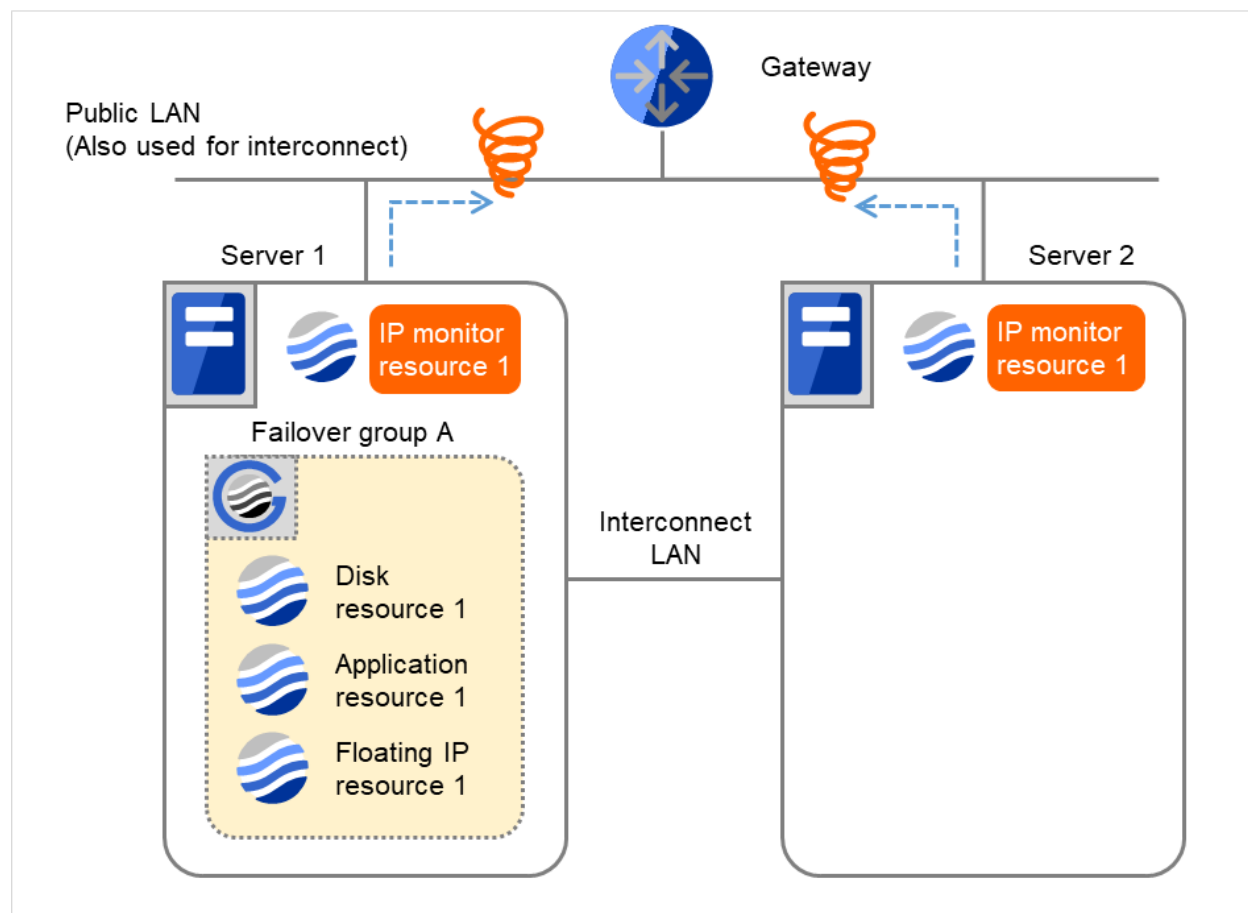 Gateway
Public LAN
(Also used for interconnect)
Server 1
Server 2
IP monitor
resource 1
IP monitor
resource 1
Failover group A
Interconnect
LAN
Disk
resource 1
Application
resource 1
Floating IP
resource 1